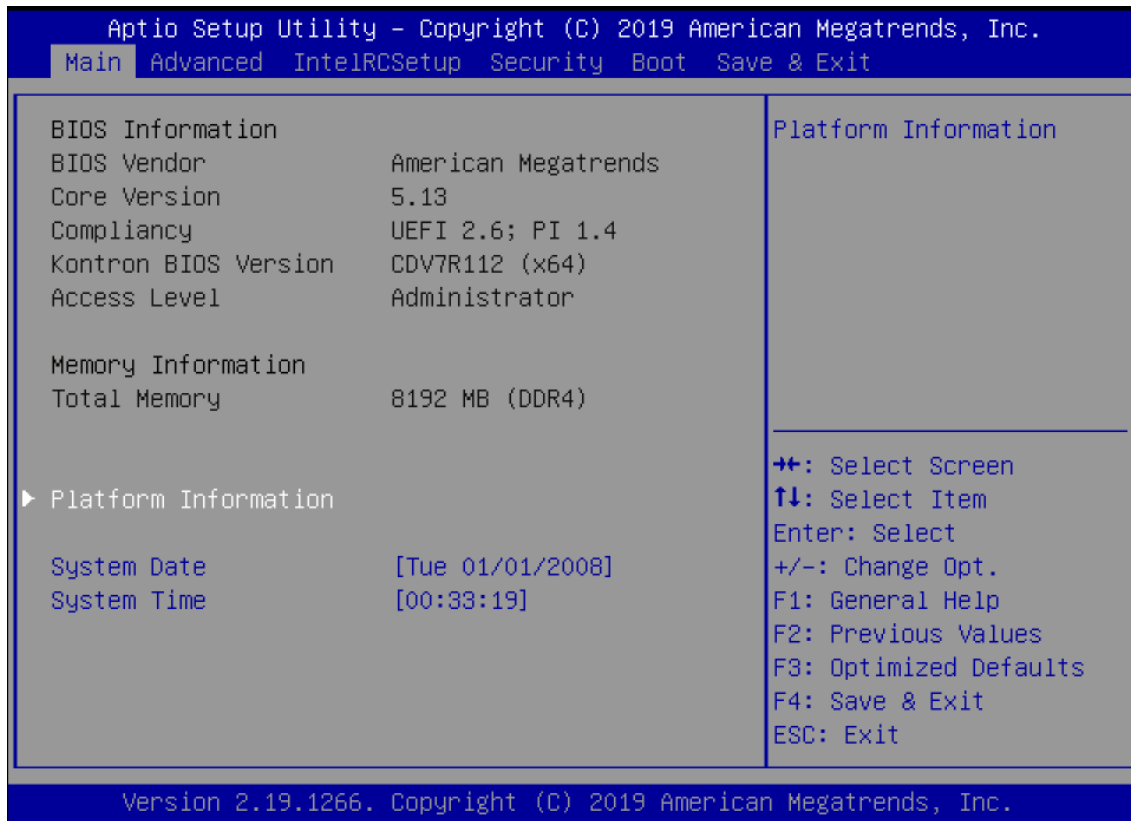 Aptio Setup Utility – Copyright (C) 2019 American Megatrends, Inc.
Main Advanced IntelRCSetup Security Boot Save & Exit
BIOS Information
BIOS Vendor American Megatrends
Core Version 5.13
Compliancy UEFI 2.6; PI 1.4
Kontron BIOS Version CDV7R112 (x64)
Access Level Administrator
Memory Information
Total Memory 8192 MB (DDR4)
Platform Information
System Date [Tue 01/01/2008]
System Time [00:33:19]
Platform Information
→←: Select Screen
↑↓: Select Item
Enter: Select
+/-: Change Opt.
F1: General Help
F2: Previous Values
F3: Optimized Defaults
F4: Save & Exit
ESC: Exit
Version 2.19.1266. Copyright (C) 2019 American Megatrends, Inc.